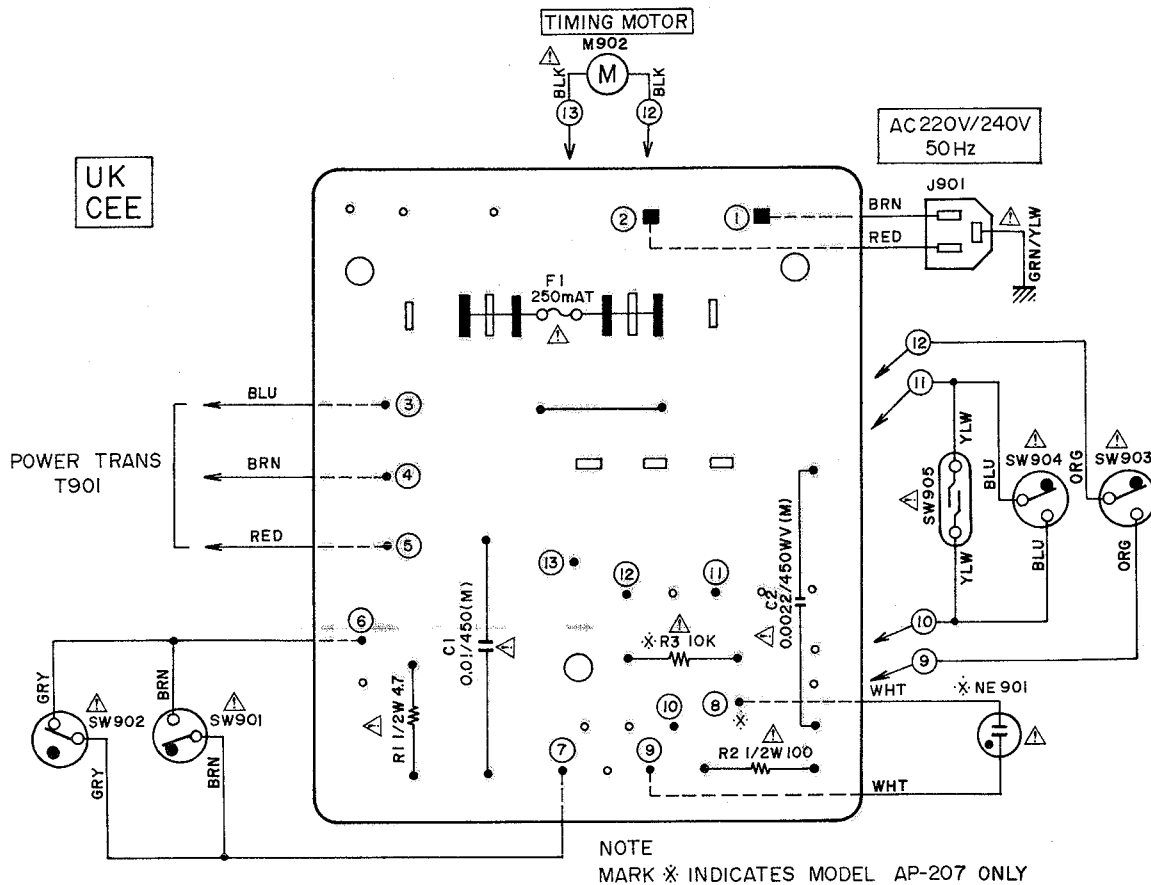 TIMING MOTOR
M902
M
BLK
BLK
13
12
AC 220V/240V
50Hz
UK
CEE
J901
2
1
BRN
RED
GRN/YLW
F1
250mAT
12
11
BLU
3
POWER TRANS
T901
BRN
4
RED
5
YLW
SW905
YLW
BLU
SW904
BLU
ORG
SW903
ORG
13
12
11
C2
0.0022/450WV(M)
6
C1
0.01/450(M)
※R3 10K
10
9
GRY
BRN
SW902
SW901
GRY
BRN
R1 1/2W 4.7
10
8
※
WHT
※NE901
7
9
R2 1/2W 100
WHT
NOTE
MARK ※ INDICATES MODEL AP-207 ONLY